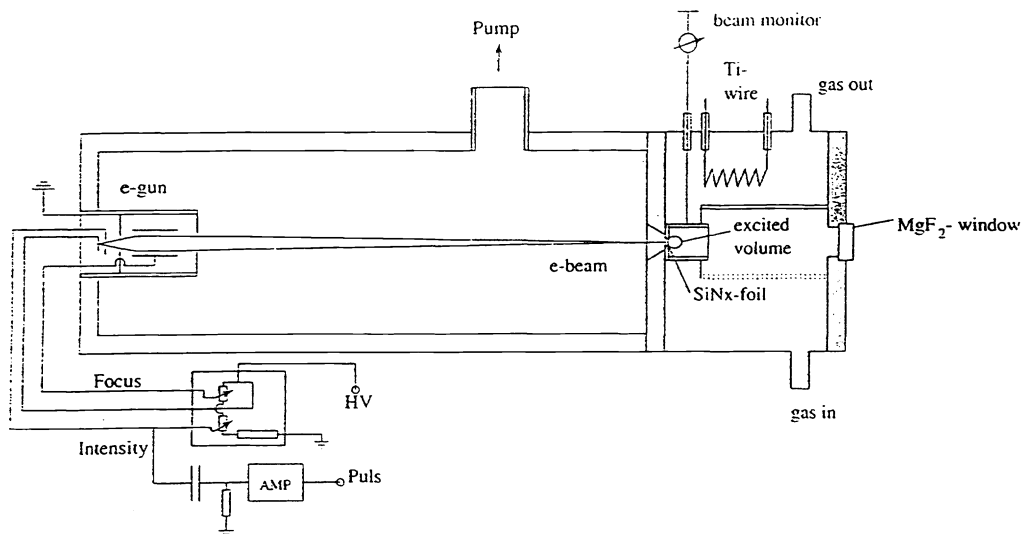 beam monitor
Pump
Ti-
wire
gas out
e-gun
excited
volume
MgF2- window
e-beam
SiNx-foil
Focus
HV
gas in
Intensity
AMP
Puls